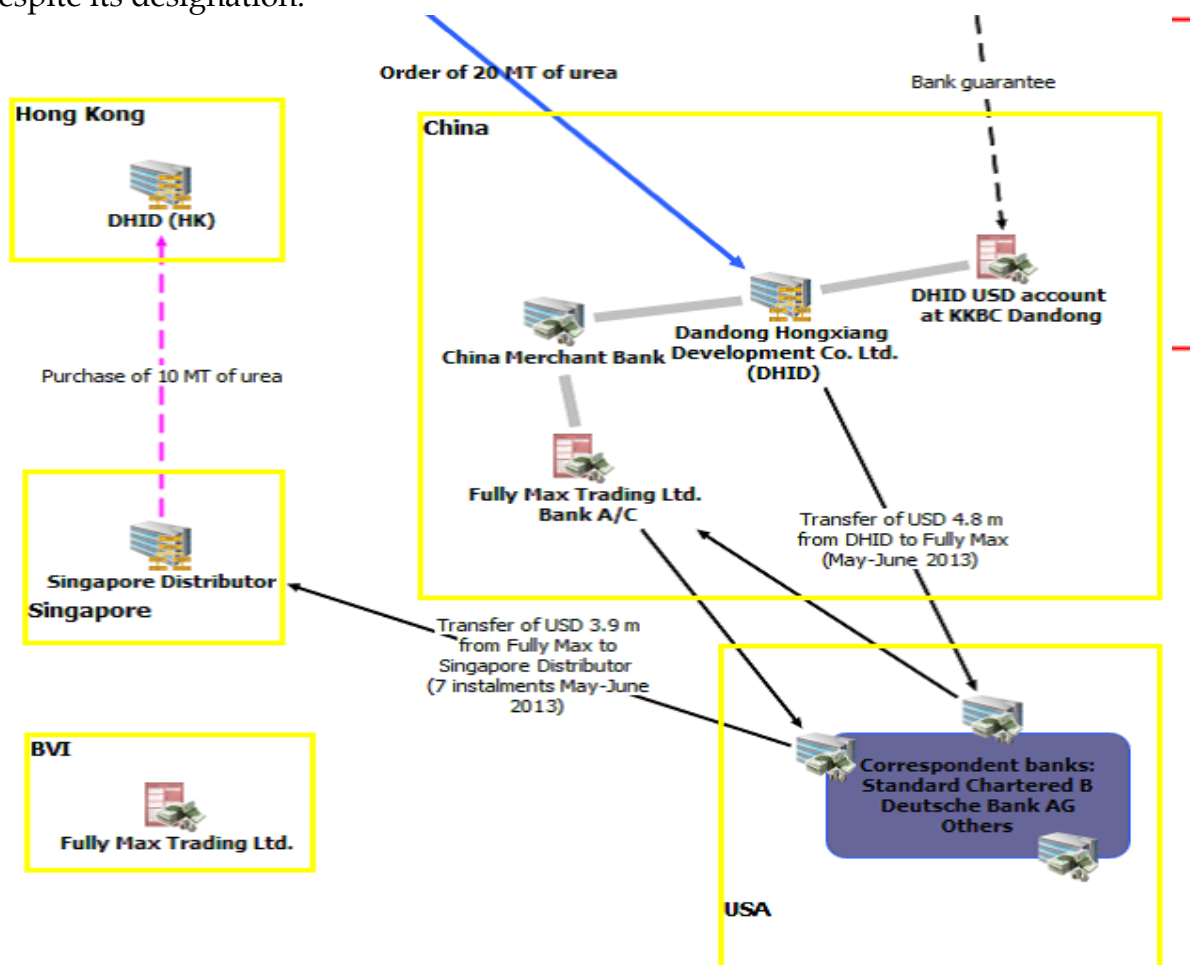 espite its designation.
Order of 20 MT of urea
Bank guarantee
Hong Kong
China
DHID (HK)
DHID USD account
at KKBC Dandong
Dandong Hongxiang
Development Co. Ltd.
(DHID)
China Merchant Bank
Purchase of 10 MT of urea
Fully Max Trading Ltd.
Bank A/C
Transfer of USD 4.8 m
from DHID to Fully Max
(May-June 2013)
Singapore Distributor
Singapore
Transfer of USD 3.9 m
from Fully Max to
Singapore Distributor
(7 instalments May-June
2013)
BVI
Fully Max Trading Ltd.
Correspondent banks:
Standard Chartered B
Deutsche Bank AG
Others
USA